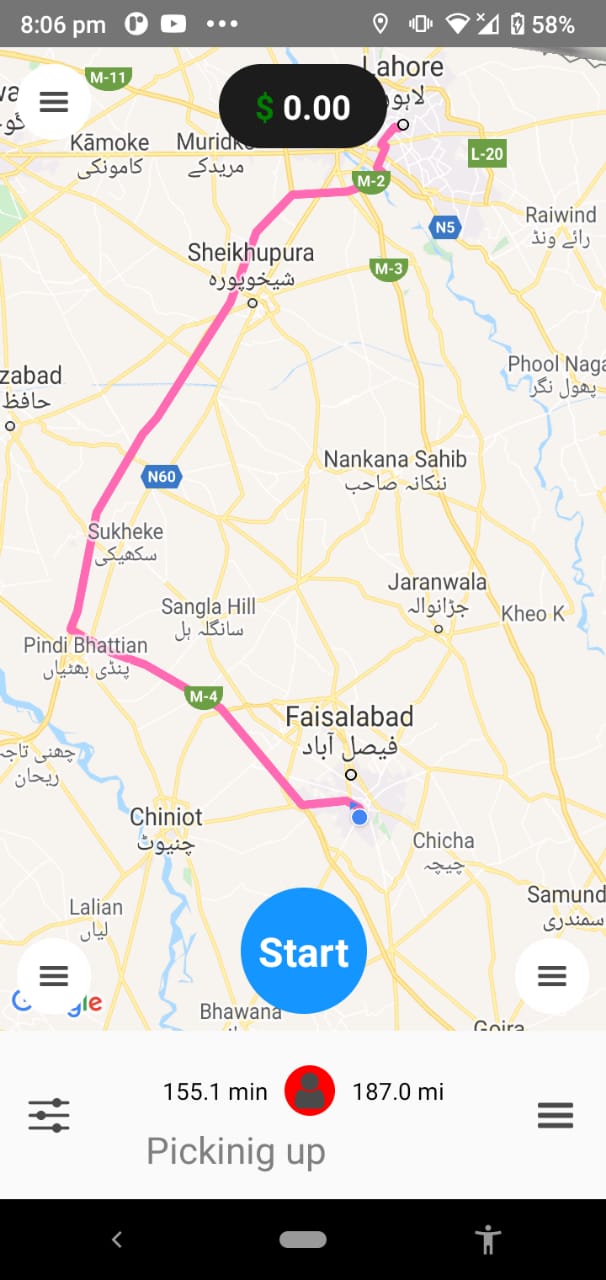 8:06 pm
58%
M-11
Lahore
$ 0.00
Kāmoke
کامونکی
مریدکے
L-20
M-2
Raiwind
رائے ونڈ
N5
Sheikhupura
شیخوپورہ
M-3
zabad
حافظ
Phool Naga
پھول نگر
N60
Nankana Sahib
ننکانہ صاحب
Sukheke
سکھیکی
Jaranwala
جڑانوالہ
Sangla Hill
سانگلہ ہل
Kheo K
Pindi Bhattian
پنڈی بھٹیاں
M-4
Faisalabad
فیصل آباد
چھنی تاجہ
ریحان
Chiniot
چنیوٹ
Chicha
چیچہ
Lalian
لیاں
Samund
سمندری
Start
Bhawana
Gojra
155.1 min
187.0 mi
Pickinig up